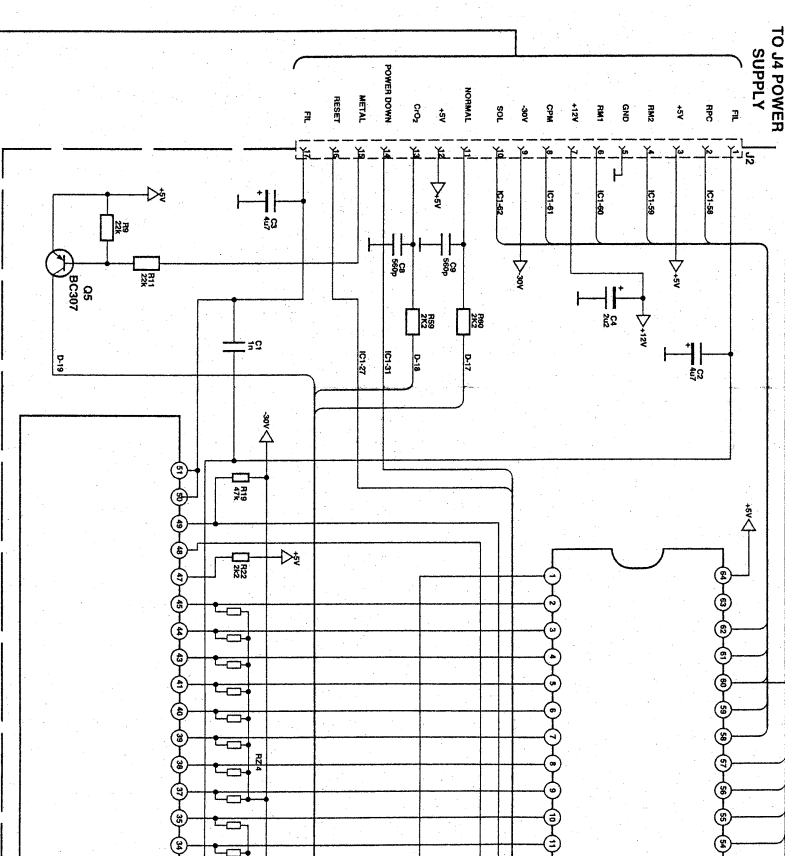 TO J4 POWER
SUPPLY
J2
FIL
RPC
+5V
RM2
GND
RM1
+12V
CPM
-30V
SOL
NORMAL
+5V
CrO₂
POWER DOWN
METAL
RESET
FIL
1
2
3
4
5
6
7
8
9
10
11
12
13
14
15
16
17
IC1-58
IC1-59
IC1-60
IC1-61
IC1-62
+5V
+12V
-30V
+5V
+5V
C2
4u7
+
C4
2u2
+
C9
560p
C8
560p
C3
4u7
+
R60
2K2
R59
2K2
D-17
D-18
IC1-31
IC1-27
R11
22k
R9
22k
Q5
BC307
D-19
C1
1n
-30V
R19
47k
R22
2k2
+5V
+5V
RZ/4
51
50
49
48
47
45
44
43
41
40
39
38
37
35
34
1
2
3
4
5
6
7
8
9
10
11
64
63
62
61
60
59
58
57
56
55
54